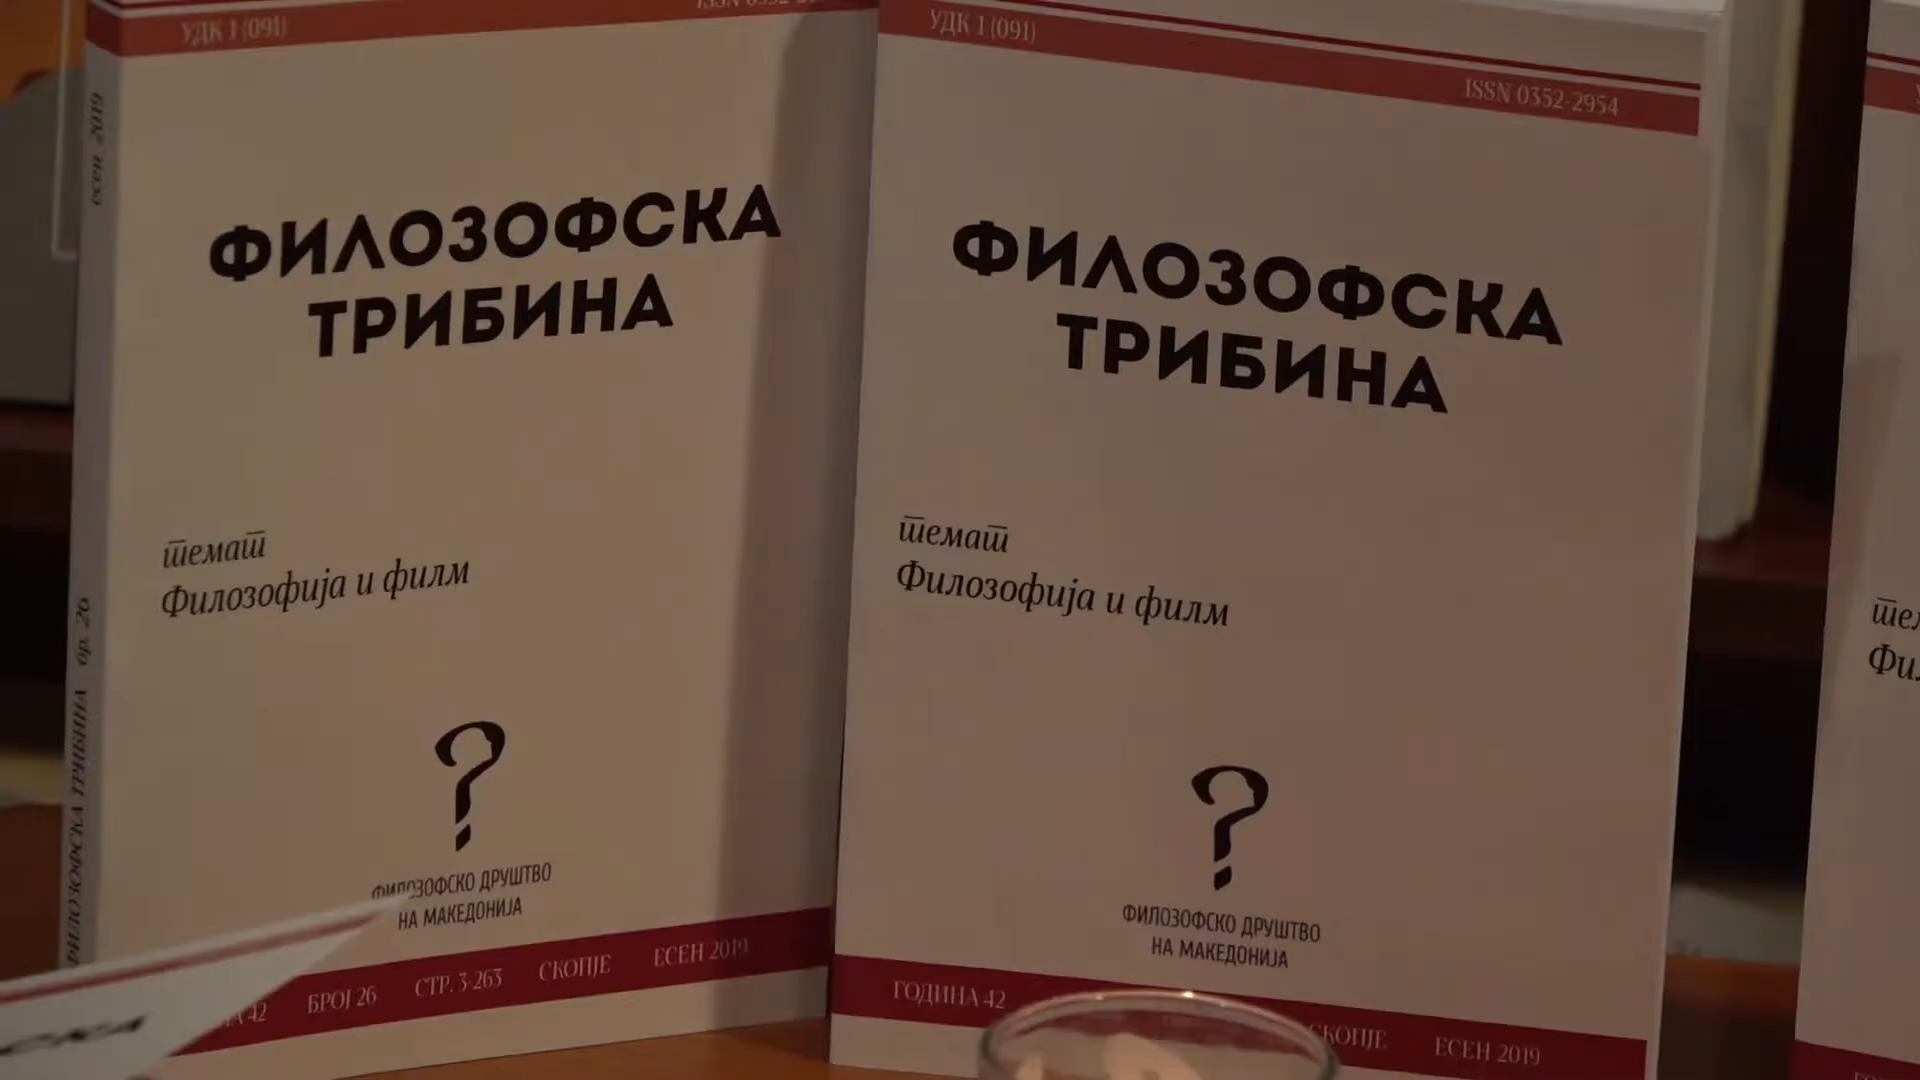 УДК 1 (091)
есен 2019
ФИЛОЗОФСКА
ТРИБИНА
темат
Филозофија и филм
ФИЛОЗОФСКА ТРИБИНА бр. 26
ФИЛОЗОФСКО ДРУШТВО
НА МАКЕДОНИЈА
42 БРОЈ 26 СТР. 3-263 СКОПЈЕ ЕСЕН 2019
УДК 1 (091)
ISSN 0352-2954
ФИЛОЗОФСКА
ТРИБИНА
темат
Филозофија и филм
ФИЛОЗОФСКО ДРУШТВО
НА МАКЕДОНИЈА
ГОДИНА 42 СКОПЈЕ ЕСЕН 2019